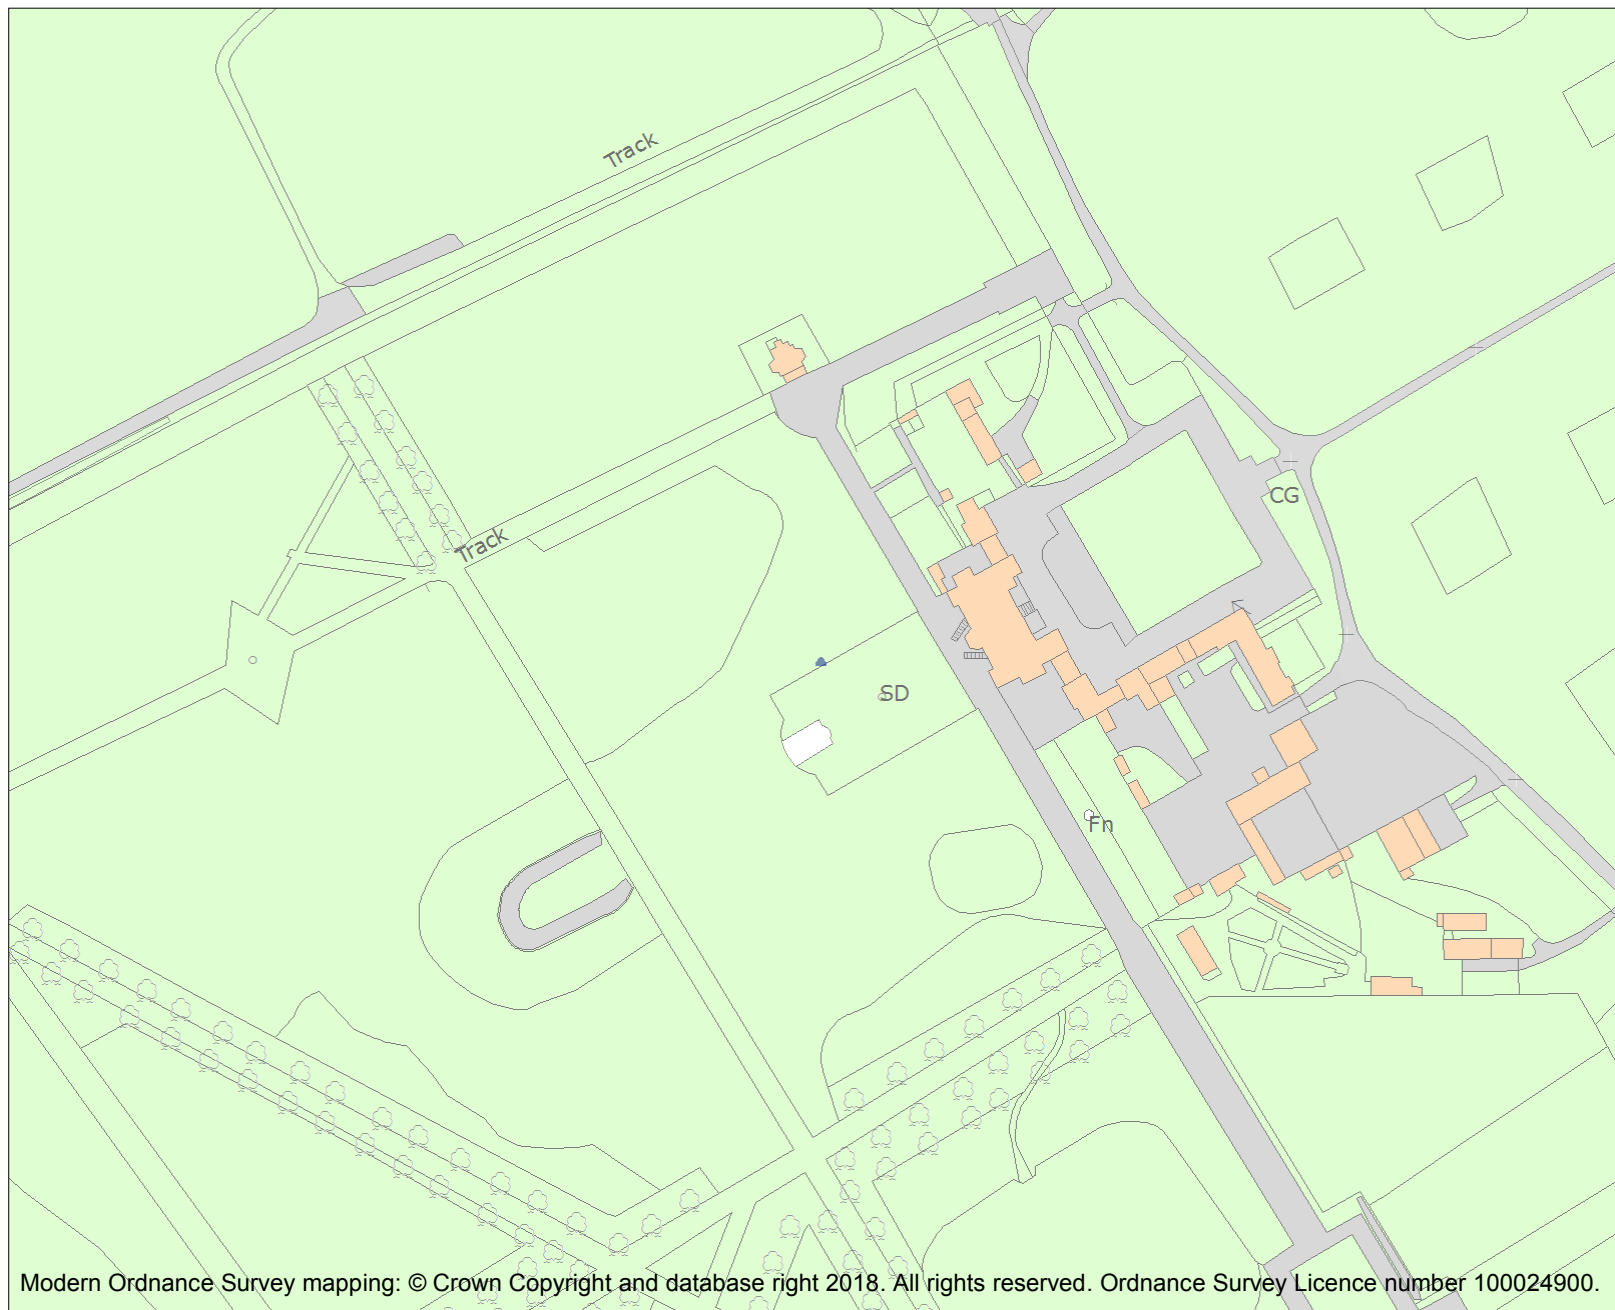 Track
CG
Track
SD
Fn
Modern Ordnance Survey mapping: © Crown Copyright and database right 2018. All rights reserved. Ordnance Survey Licence number 100024900.